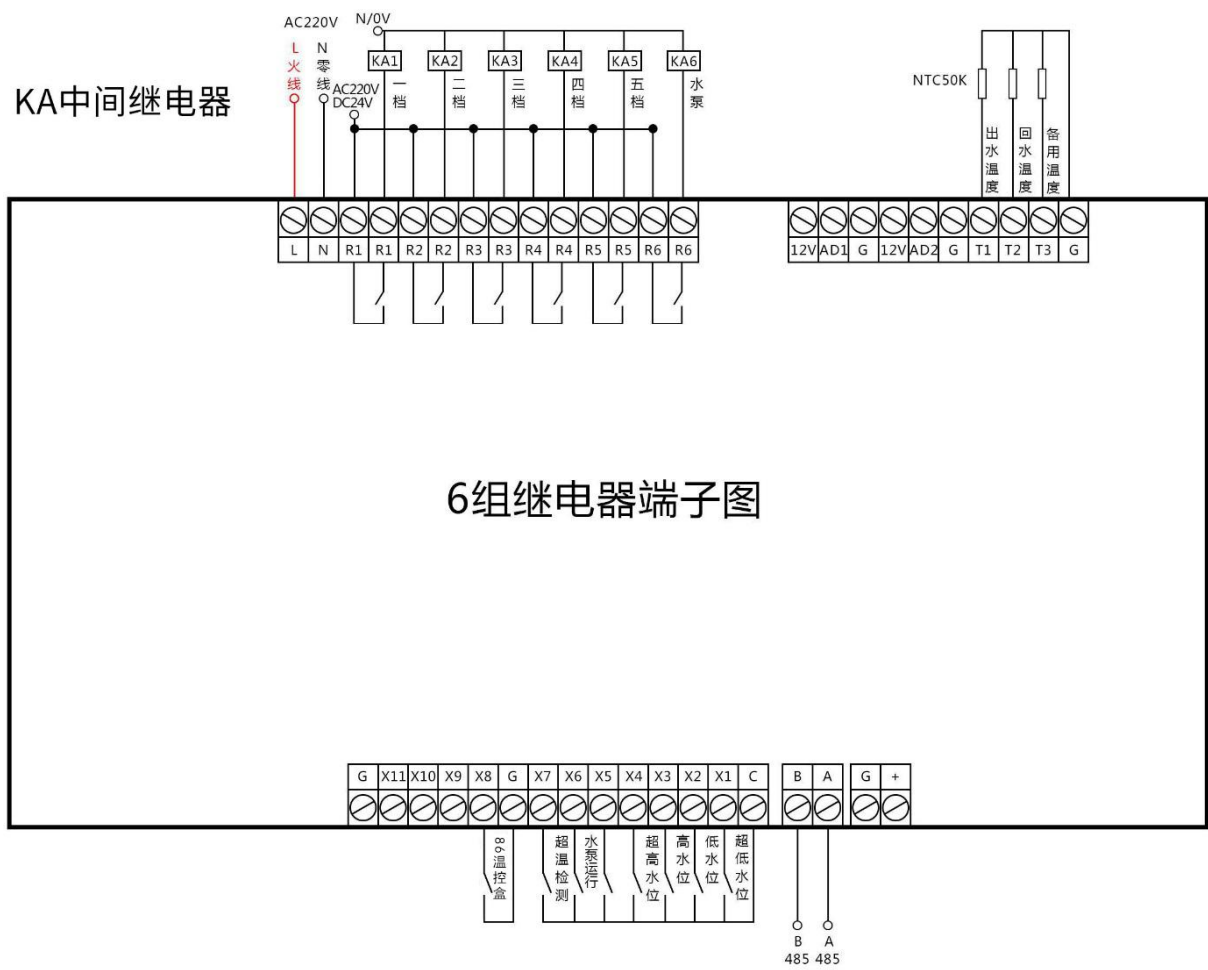 AC220V
N/0V
L
火线
N
零线
AC220V
DC24V
KA1
KA2
KA3
KA4
KA5
KA6
一档
二档
三档
四档
五档
水泵
NTC50K
出水温度
回水温度
备用温度
KA中间继电器
L N R1 R1 R2 R2 R3 R3 R4 R4 R5 R5 R6 R6
12V AD1 G 12V AD2 G T1 T2 T3 G
6组继电器端子图
G X11 X10 X9 X8 G X7 X6 X5 X4 X3 X2 X1 C
B A
G +
86温控盒
超温检测
水泵运行
超高水位
高水位
低水位
超低水位
B
485
A
485